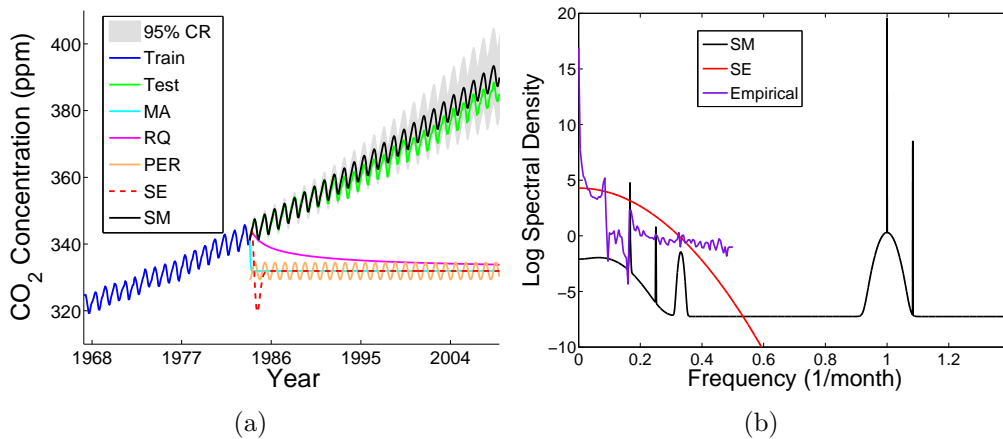 CO2 Concentration (ppm)
400
380
360
340
320
95% CR
Train
Test
MA
RQ
PER
SE
SM
1968
1977
1986
1995
2004
Year
(a)
Log Spectral Density
20
15
10
5
0
−5
−10
SM
SE
Empirical
0
0.2
0.4
0.6
0.8
1
1.2
Frequency (1/month)
(b)